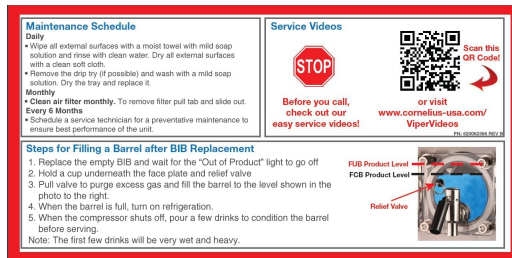 Maintenance Schedule
Daily
▪ Wipe all external surfaces with a moist towel with mild soap
solution and rinse with clean water. Dry all external surfaces
with a clean soft cloth.
▪ Remove the drip try (if possible) and wash with a mild soap
solution. Dry the tray and replace it.
Monthly
▪ Clean air filter monthly. To remove filter pull tab and slide out.
Every 6 Months
▪ Schedule a service technician for a preventative maintenance to
ensure best performance of the unit.
Service Videos
STOP
Before you call,
check out our
easy service videos!
Scan this
QR Code!
or visit
www.cornelius-usa.com/
ViperVideos
PN: 620062566 REV B
Steps for Filling a Barrel after BIB Replacement
1. Replace the empty BIB and wait for the “Out of Product” light to go off
2. Hold a cup underneath the face plate and relief valve
3. Pull valve to purge excess gas and fill the barrel to the level shown in the
photo to the right.
4. When the barrel is full, turn on refrigeration.
5. When the compressor shuts off, pour a few drinks to condition the barrel
before serving.
Note: The first few drinks will be very wet and heavy.
FUB Product Level
FCB Product Level
Relief Valve